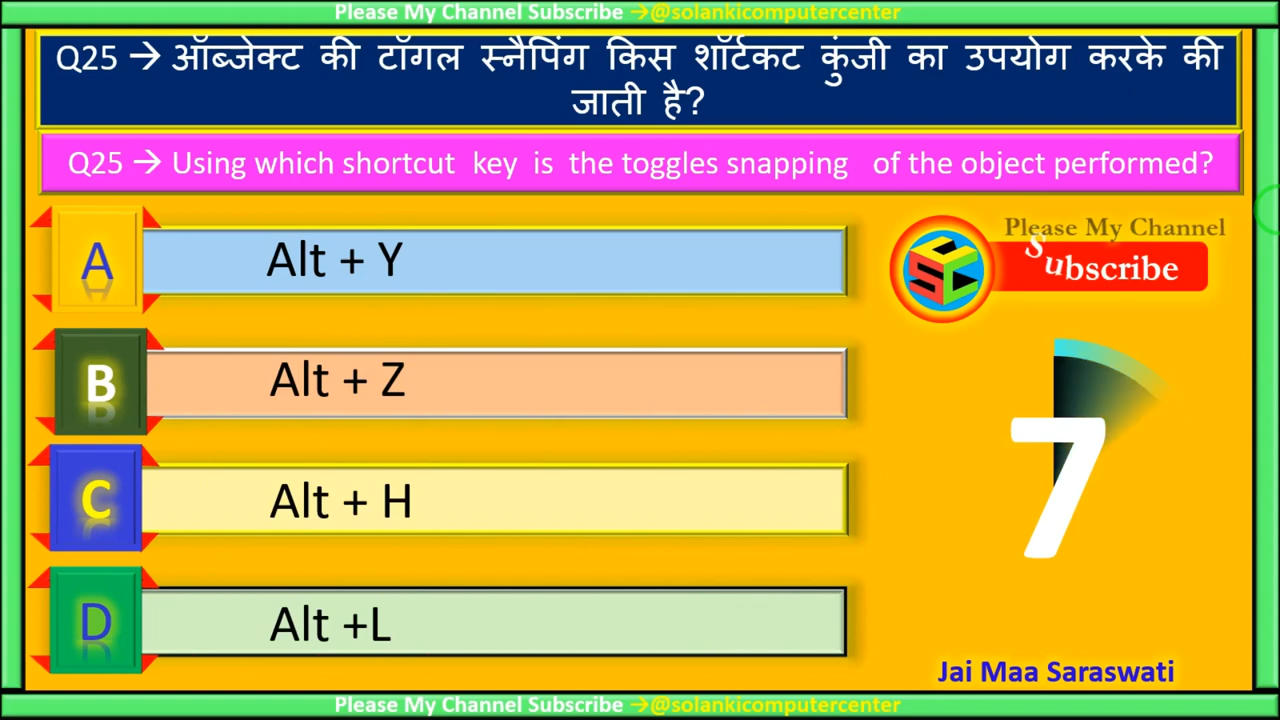 Please My Channel Subscribe →@solankicomputercenter
Q25 → ऑब्जेक्ट की टॉगल स्नैपिंग किस शॉर्टकट कुंजी का उपयोग करके की
जाती है?
Q25 → Using which shortcut key is the toggles snapping of the object performed?
A Alt + Y
Please My Channel
Subscribe
CSC
B Alt + Z
7
C Alt + H
D Alt +L
Jai Maa Saraswati
Please My Channel Subscribe →@solankicomputercenter